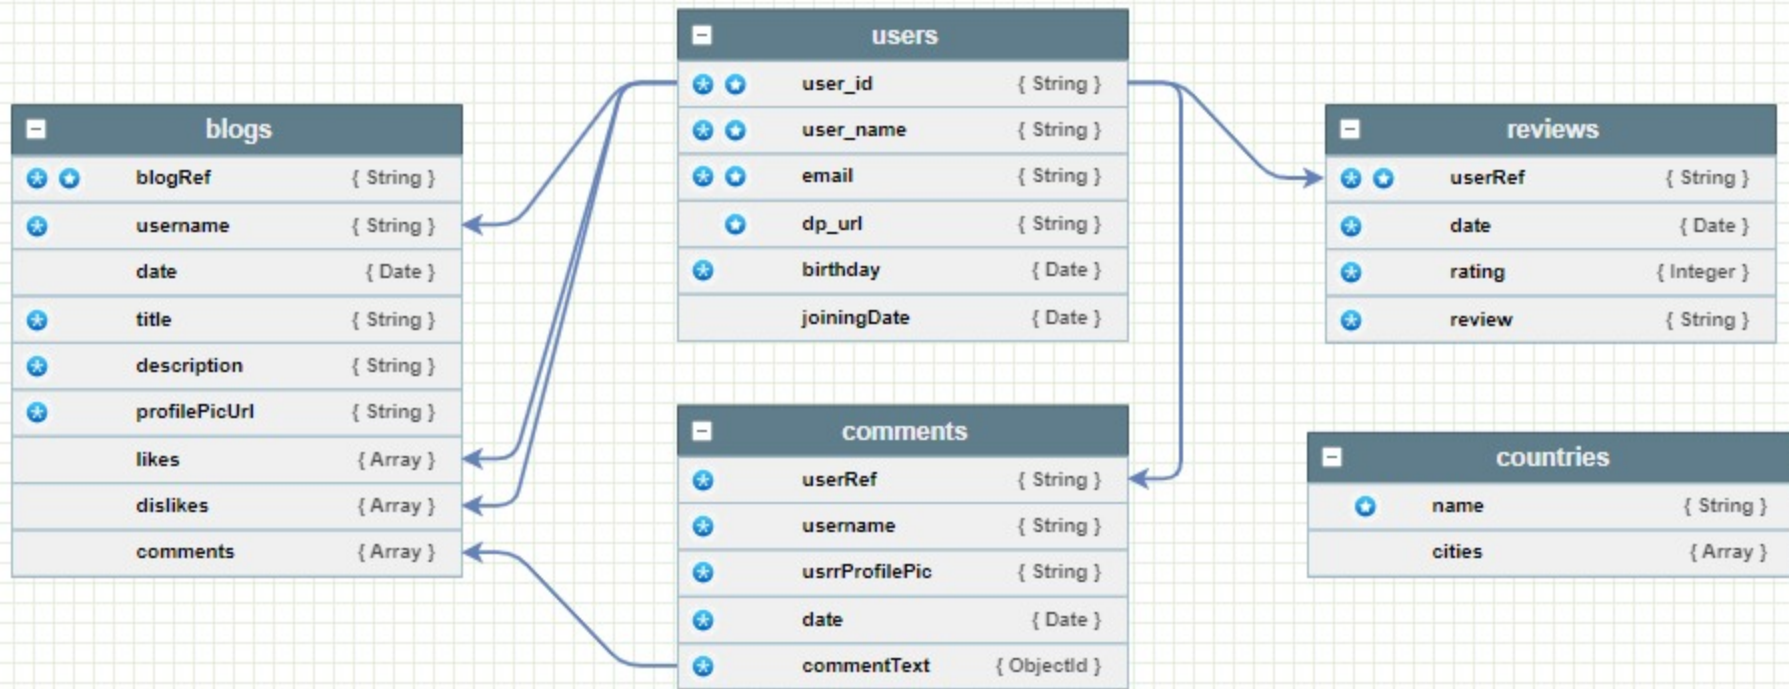 users
user_id { String }
user_name { String }
email { String }
dp_url { String }
birthday { Date }
joiningDate { Date }
blogs
blogRef { String }
username { String }
date { Date }
title { String }
description { String }
profilePicUrl { String }
likes { Array }
dislikes { Array }
comments { Array }
reviews
userRef { String }
date { Date }
rating { Integer }
review { String }
comments
userRef { String }
username { String }
usrrProfilePic { String }
date { Date }
commentText { ObjectId }
countries
name { String }
cities { Array }